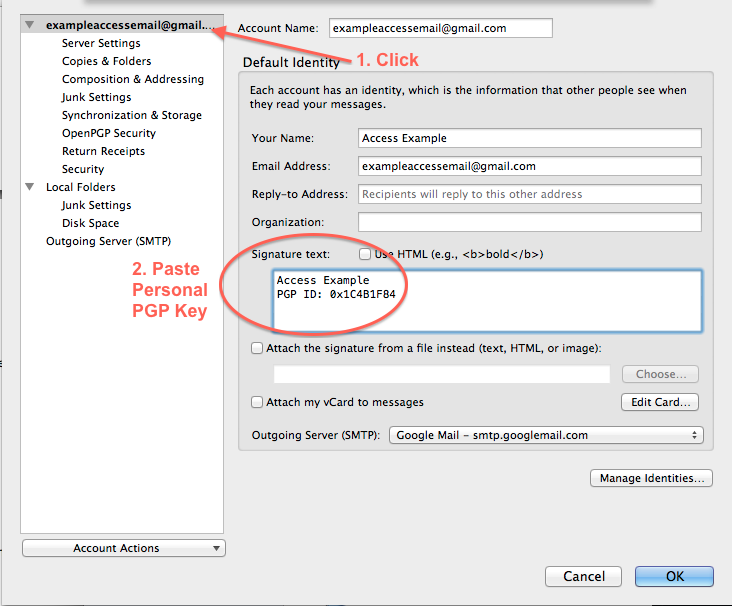 exampleaccessemail@gmail....
Server Settings
Copies & Folders
Composition & Addressing
Junk Settings
Synchronization & Storage
OpenPGP Security
Return Receipts
Security
Local Folders
Junk Settings
Disk Space
Outgoing Server (SMTP)
Account Actions
Account Name: exampleaccessemail@gmail.com
1. Click
Default Identity
Each account has an identity, which is the information that other people see when
they read your messages.
Your Name: Access Example
Email Address: exampleaccessemail@gmail.com
Reply-to Address: Recipients will reply to this other address
Organization:
Signature text: Use HTML (e.g., <b>bold</b>)
2. Paste
Personal
PGP Key
Access Example
PGP ID: 0x1C4B1F84
Attach the signature from a file instead (text, HTML, or image):
Choose...
Attach my vCard to messages
Edit Card...
Outgoing Server (SMTP): Google Mail - smtp.googlemail.com
Manage Identities...
Cancel
OK